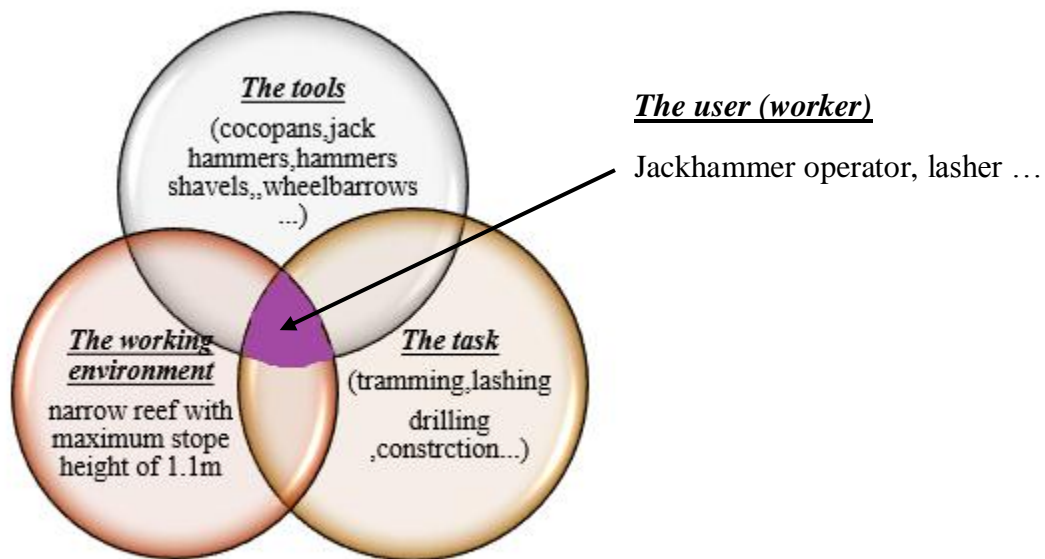 The tools
(cocopans,jack
hammers,hammers
shavels,,wheelbarrows
...)
The user (worker)
Jackhammer operator, lasher …
The working
environment
narrow reef with
maximum stope
height of 1.1m
The task
(tramming,lashing
drilling
,constrction...)